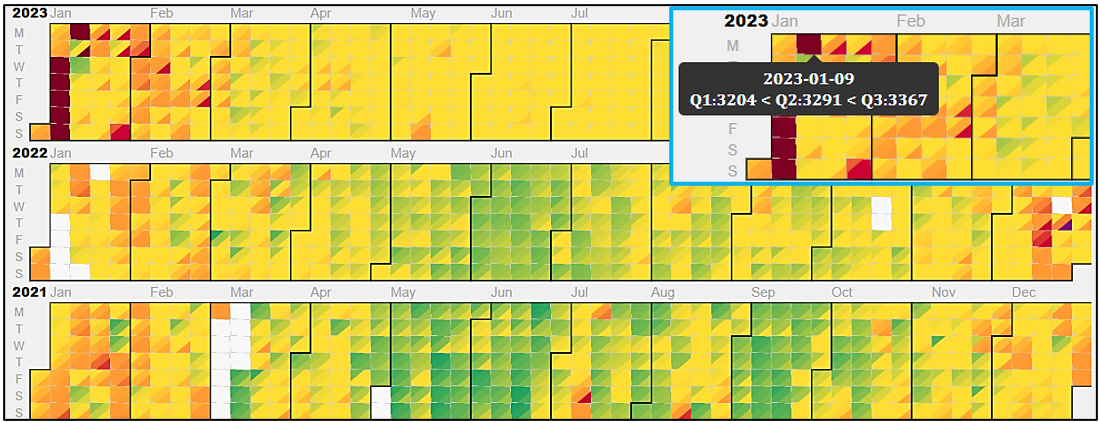 2023 Jan Feb Mar Apr May Jun Jul
M
T
W
T
F
S
S
2023 Jan Feb Mar
M
2023-01-09
Q1:3204 < Q2:3291 < Q3:3367
F
S
S
2022 Jan Feb Mar Apr May Jun Jul
M
T
W
T
F
S
S
2021 Jan Feb Mar Apr May Jun Jul Aug Sep Oct Nov Dec
M
T
W
T
F
S
S